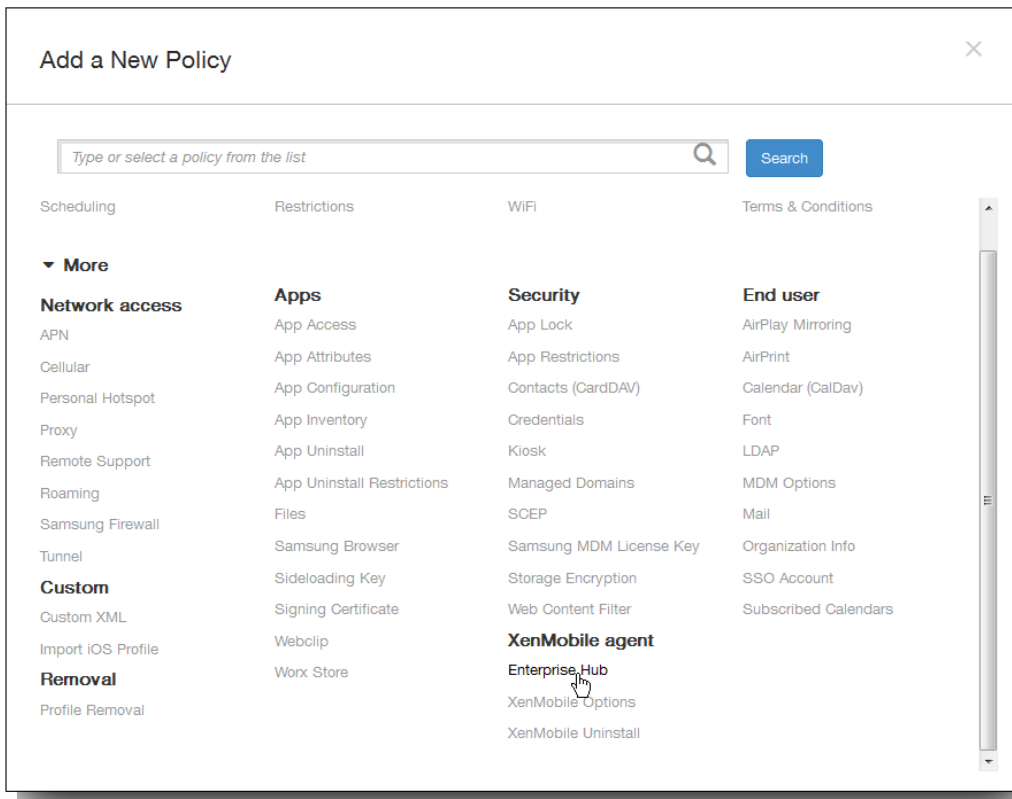 Add a New Policy
Type or select a policy from the list
Search
Scheduling
Restrictions
WiFi
Terms & Conditions
More
Network access
APN
Cellular
Personal Hotspot
Proxy
Remote Support
Roaming
Samsung Firewall
Tunnel
Custom
Custom XML
Import iOS Profile
Removal
Profile Removal
Apps
App Access
App Attributes
App Configuration
App Inventory
App Uninstall
App Uninstall Restrictions
Files
Samsung Browser
Sideloading Key
Signing Certificate
Webclip
Worx Store
Security
App Lock
App Restrictions
Contacts (CardDAV)
Credentials
Kiosk
Managed Domains
SCEP
Samsung MDM License Key
Storage Encryption
Web Content Filter
XenMobile agent
Enterprise Hub
XenMobile Options
XenMobile Uninstall
End user
AirPlay Mirroring
AirPrint
Calendar (CalDav)
Font
LDAP
MDM Options
Mail
Organization Info
SSO Account
Subscribed Calendars